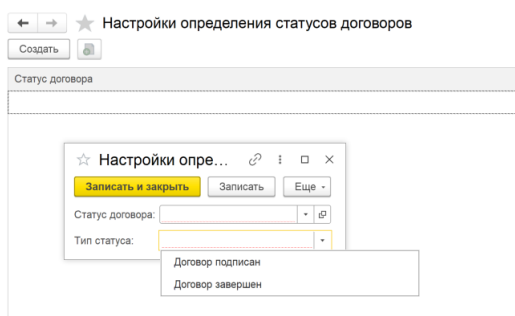 Настройки определения статусов договоров
Создать
Статус договора
Настройки опре...
Записать и закрыть Записать Еще
Статус договора:
Тип статуса:
Договор подписан
Договор завершен